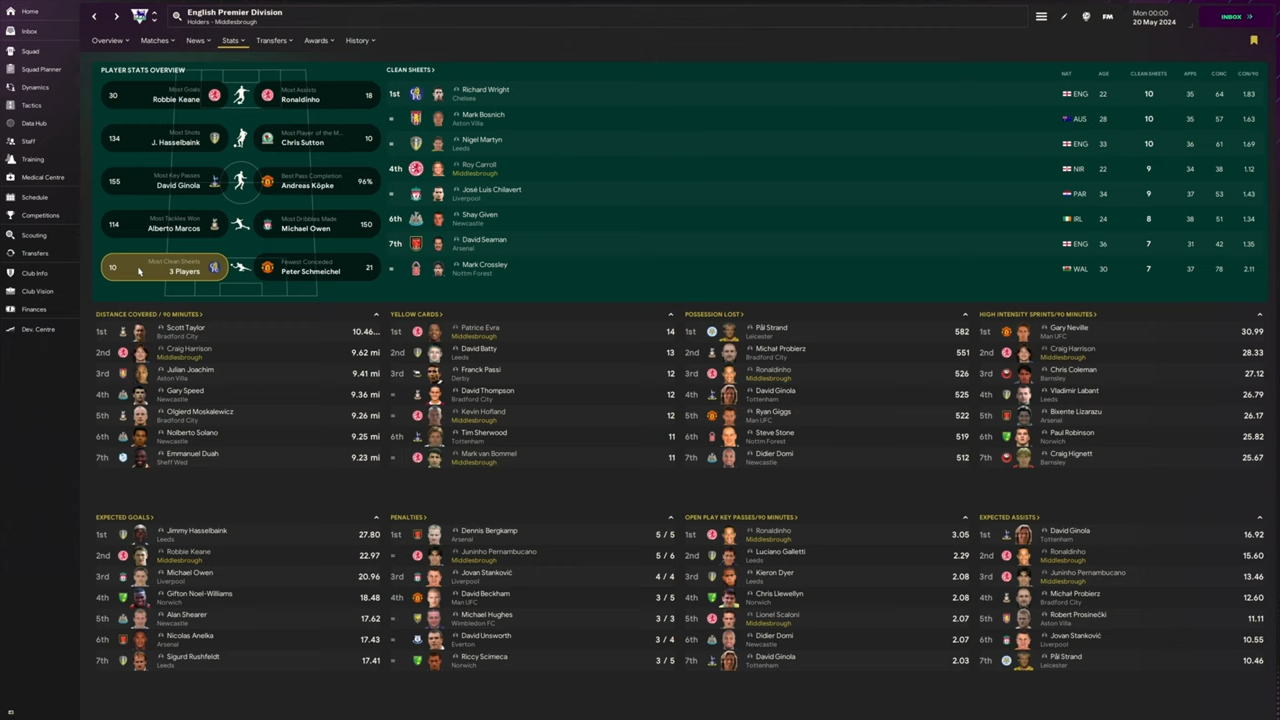 Home
English Premier Division
Holders - Middlesbrough
FM
Mon 00:00
20 May 2024
INBOX
Inbox
Overview Matches News Stats Transfers Awards History
Squad
Squad Planner
Dynamics
Tactics
Data Hub
Staff
Training
Medical Centre
Schedule
Competitions
Scouting
Transfers
Club Info
Club Vision
Finances
Dev. Centre
PLAYER STATS OVERVIEW
30 Most Goals Robbie Keane
Most Assists Ronaldinho 18
134 Most Shots J. Hasselbaink
Most Player of the M... Chris Sutton 10
155 Most Key Passes David Ginola
Best Pass Completion Andreas Köpke 96%
114 Most Tackles Won Alberto Marcos
Most Dribbles Made Michael Owen 150
10 Most Clean Sheets 3 Players
Fewest Conceded Peter Schmeichel 21
CLEAN SHEETS > NAT AGE CLEAN SHEETS APPS CONC CON/90
1st Richard Wright Chelsea ENG 22 10 35 64 1.83
= Mark Bosnich Aston Villa AUS 28 10 35 57 1.63
= Nigel Martyn Leeds ENG 33 10 36 61 1.69
4th Roy Carroll Middlesbrough NIR 22 9 34 38 1.12
= José Luis Chilavert Liverpool PAR 34 9 37 53 1.43
6th Shay Given Newcastle IRL 24 8 38 51 1.34
7th David Seaman Arsenal ENG 36 7 31 42 1.35
= Mark Crossley Nottm Forest WAL 30 7 37 78 2.11
DISTANCE COVERED / 90 MINUTES >
1st Scott Taylor Bradford City 10.46...
2nd Craig Harrison Middlesbrough 9.62 mi
3rd Julian Joachim Aston Villa 9.41 mi
4th Gary Speed Newcastle 9.36 mi
5th Olgierd Moskalewicz Bradford City 9.26 mi
6th Nolberto Solano Newcastle 9.25 mi
7th Emmanuel Duah Sheff Wed 9.23 mi
YELLOW CARDS >
1st Patrice Evra Middlesbrough 14
2nd David Batty Leeds 13
3rd Franck Passi Derby 12
= David Thompson Bradford City 12
= Kevin Hofland Middlesbrough 12
6th Tim Sherwood Tottenham 11
= Mark van Bommel Middlesbrough 11
POSSESSION LOST >
1st Pål Strand Leicester 582
2nd Michał Probierz Bradford City 551
3rd Ronaldinho Middlesbrough 526
4th David Ginola Tottenham 525
5th Ryan Giggs Man UFC 522
6th Steve Stone Nottm Forest 519
7th Didier Domi Newcastle 512
HIGH INTENSITY SPRINTS/90 MINUTES >
1st Gary Neville Man UFC 30.99
2nd Craig Harrison Middlesbrough 28.33
3rd Chris Coleman Barnsley 27.12
4th Vladimir Labant Leeds 26.79
5th Bixente Lizarazu Arsenal 26.17
6th Paul Robinson Norwich 25.82
7th Craig Hignett Barnsley 25.67
EXPECTED GOALS >
1st Jimmy Hasselbaink Leeds 27.80
2nd Robbie Keane Middlesbrough 22.97
3rd Michael Owen Liverpool 20.96
4th Gifton Noel-Williams Norwich 18.48
5th Alan Shearer Newcastle
6th Nicolas Anelka Arsenal 17.43
7th Sigurd Rushfeldt Leeds 17.41
PENALTIES >
1st Dennis Bergkamp Arsenal 5 / 5
= Juninho Pernambucano Middlesbrough 5 / 6
3rd Jovan Stanković Liverpool 4 / 4
4th David Beckham Man UFC 3 / 5
= Michael Hughes Wimbledon FC 3 / 3
= David Unsworth Everton 3 / 4
= Riccy Scimeca Norwich 3 / 5
OPEN PLAY KEY PASSES/90 MINUTES >
1st Ronaldinho Middlesbrough 3.05
2nd Luciano Galletti Leeds 2.29
3rd Kieron Dyer Leeds 2.08
4th Chris Llewellyn Norwich 2.08
5th Lionel Scaloni Middlesbrough 2.07
6th Didier Domi Newcastle 2.07
7th David Ginola Tottenham 2.03
EXPECTED ASSISTS >
1st David Ginola Tottenham 16.92
2nd Ronaldinho Middlesbrough 15.60
3rd Juninho Pernambucano Middlesbrough 13.46
4th Michał Probierz Bradford City 12.60
5th Robert Prosinečki Aston Villa 11.11
6th Jovan Stanković Liverpool 10.55
7th Pål Strand Leicester 10.46